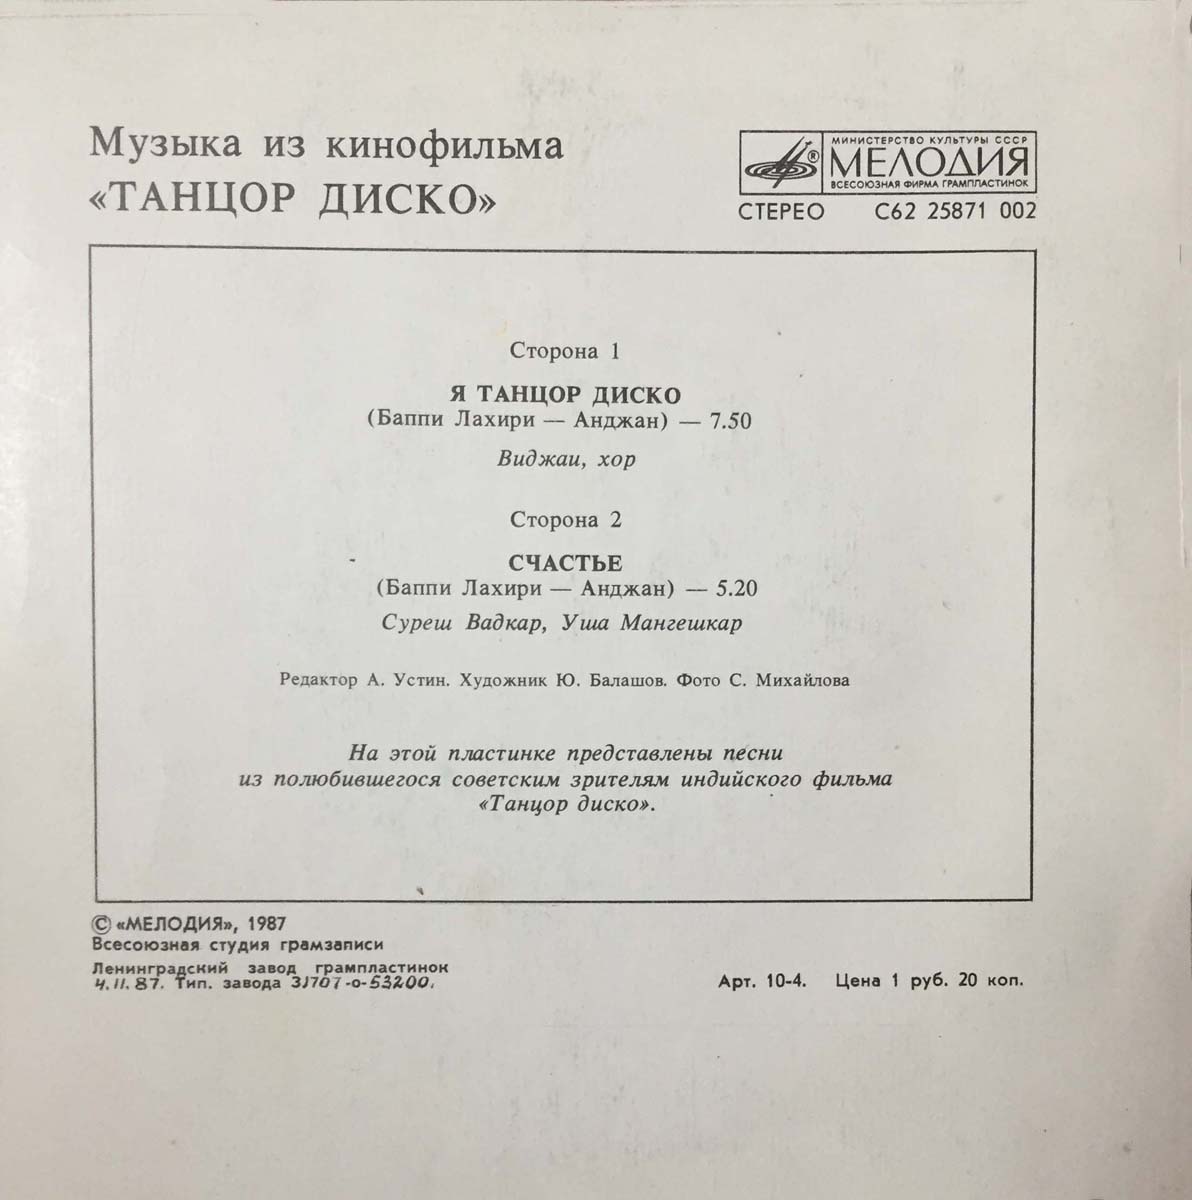 Музыка из кинофильма
«ТАНЦОР ДИСКО»
МИНИСТЕРСТВО КУЛЬТУРЫ СССР
® МЕЛОДИЯ
ВСЕСОЮЗНАЯ ФИРМА ГРАМПЛАСТИНОК
СТЕРЕО С62 25871 002
Сторона 1
Я ТАНЦОР ДИСКО
(Баппи Лахири — Анджан) — 7.50
Виджаи, хор
Сторона 2
СЧАСТЬЕ
(Баппи Лахири — Анджан) — 5.20
Суреш Вадкар, Уша Мангешкар
Редактор А. Устин. Художник Ю. Балашов. Фото С. Михайлова
На этой пластинке представлены песни
из полюбившегося советским зрителям индийского фильма
«Танцор диско».
© «МЕЛОДИЯ», 1987
Всесоюзная студия грамзаписи
Ленинградский завод грампластинок
4.11.87. Тип. завода 3J707-о-53200.
Арт. 10-4. Цена 1 руб. 20 коп.